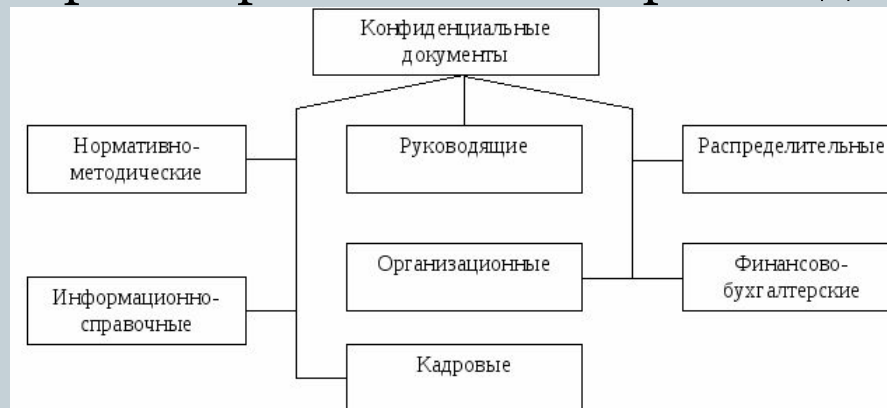 Конфиденциальные
документы
Нормативно-
методические
Руководящие
Распределительные
Организационные
Финансово-
бухгалтерские
Информационно-
справочные
Кадровые